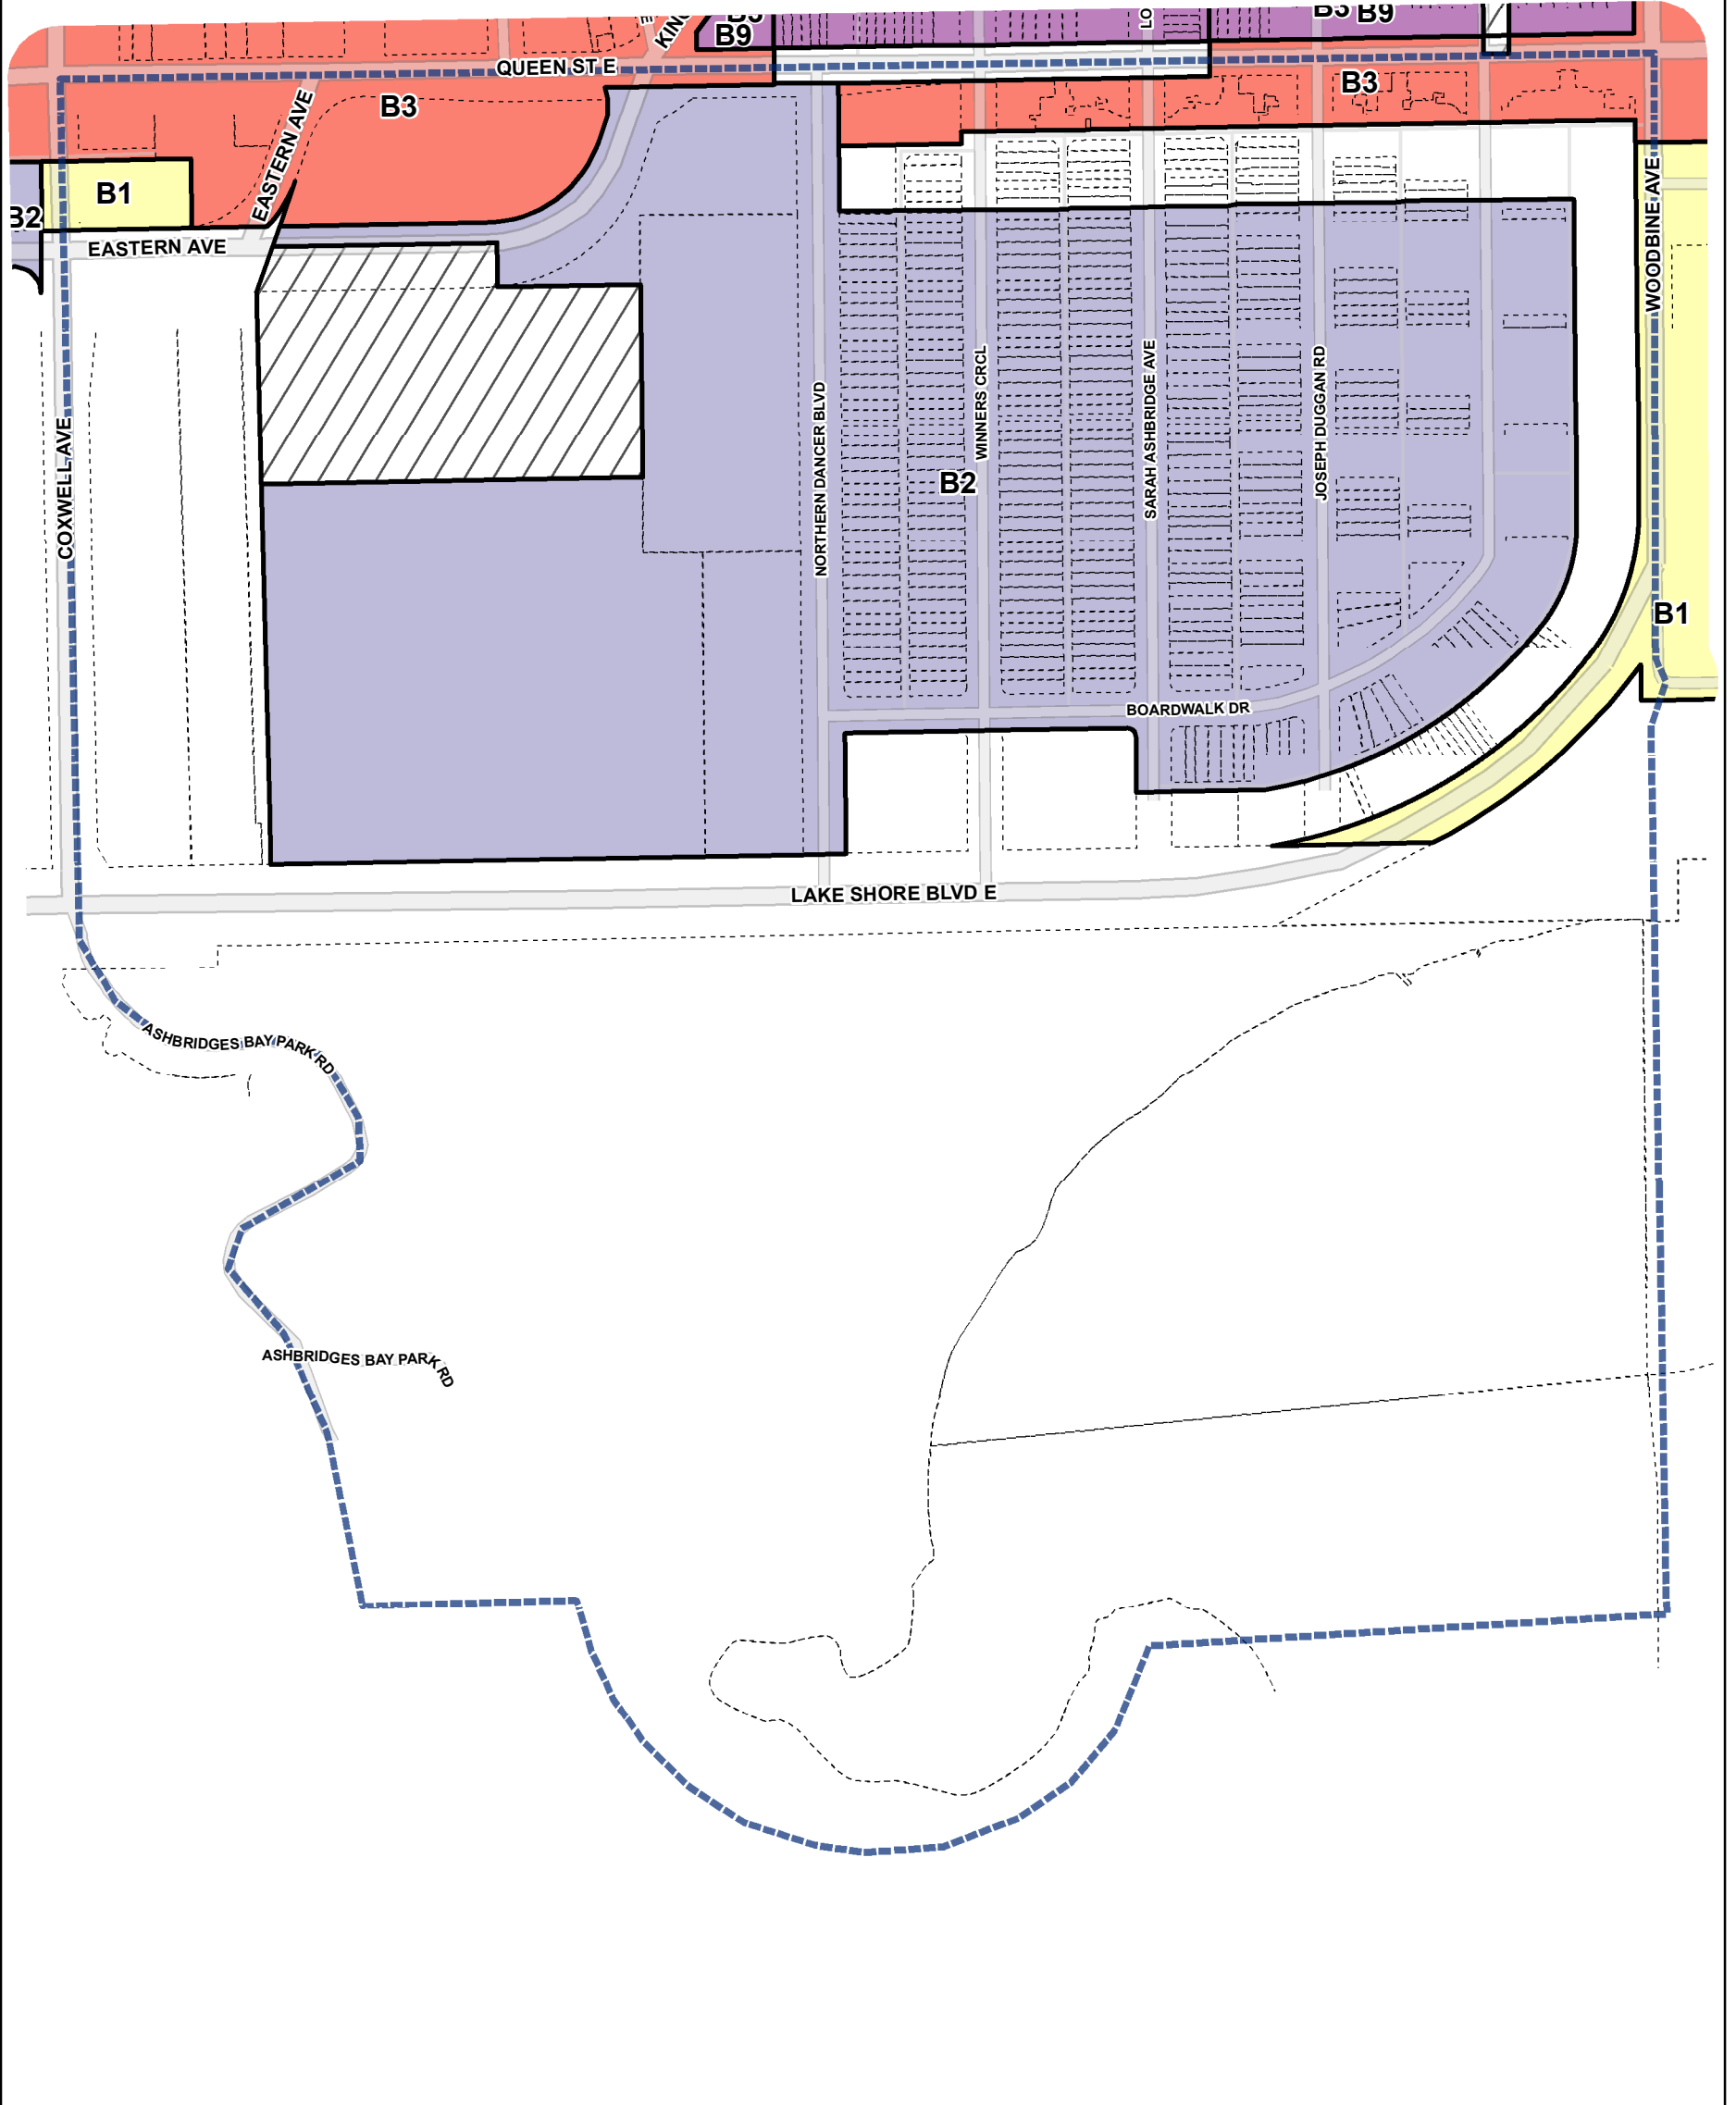 B9
B3 B9
QUEEN ST E
B3
B3
EASTERN AVE
B1
B2
EASTERN AVE
WOODBINE AVE
COXWELL AVE
NORTHERN DANCER BLVD
WINNERS CRCL
SARAH ASHBRIDGE AVE
JOSEPH DUGGAN RD
B2
B1
BOARDWALK DR
LAKE SHORE BLVD E
ASHBRIDGES BAY PARK RD
ASHBRIDGES BAY PARK RD